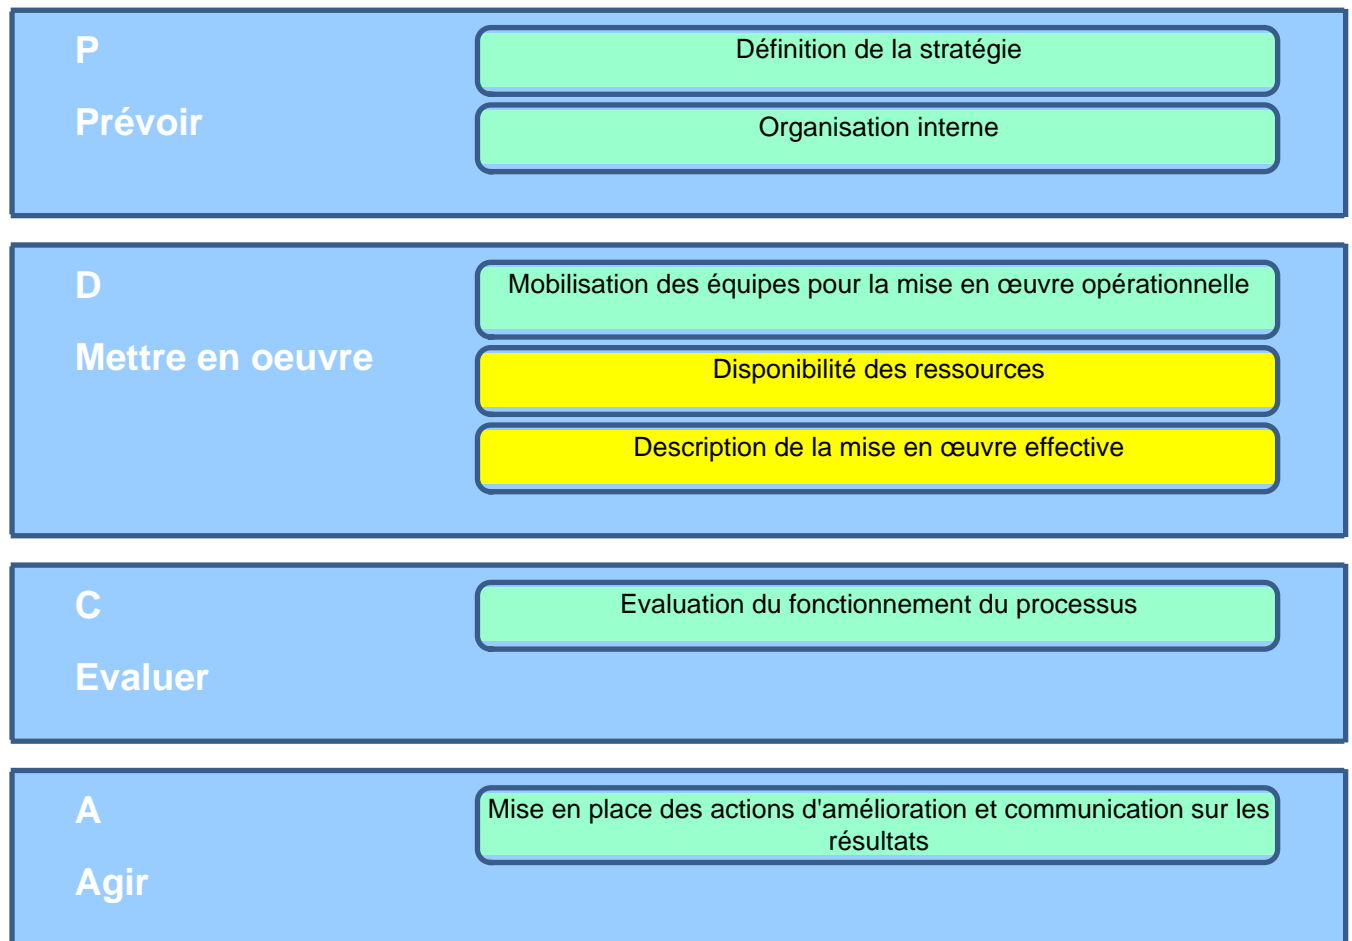 P
Prévoir
Définition de la stratégie
Organisation interne
D
Mettre en oeuvre
Mobilisation des équipes pour la mise en œuvre opérationnelle
Disponibilité des ressources
Description de la mise en œuvre effective
C
Evaluer
Evaluation du fonctionnement du processus
A
Agir
Mise en place des actions d'amélioration et communication sur les
résultats